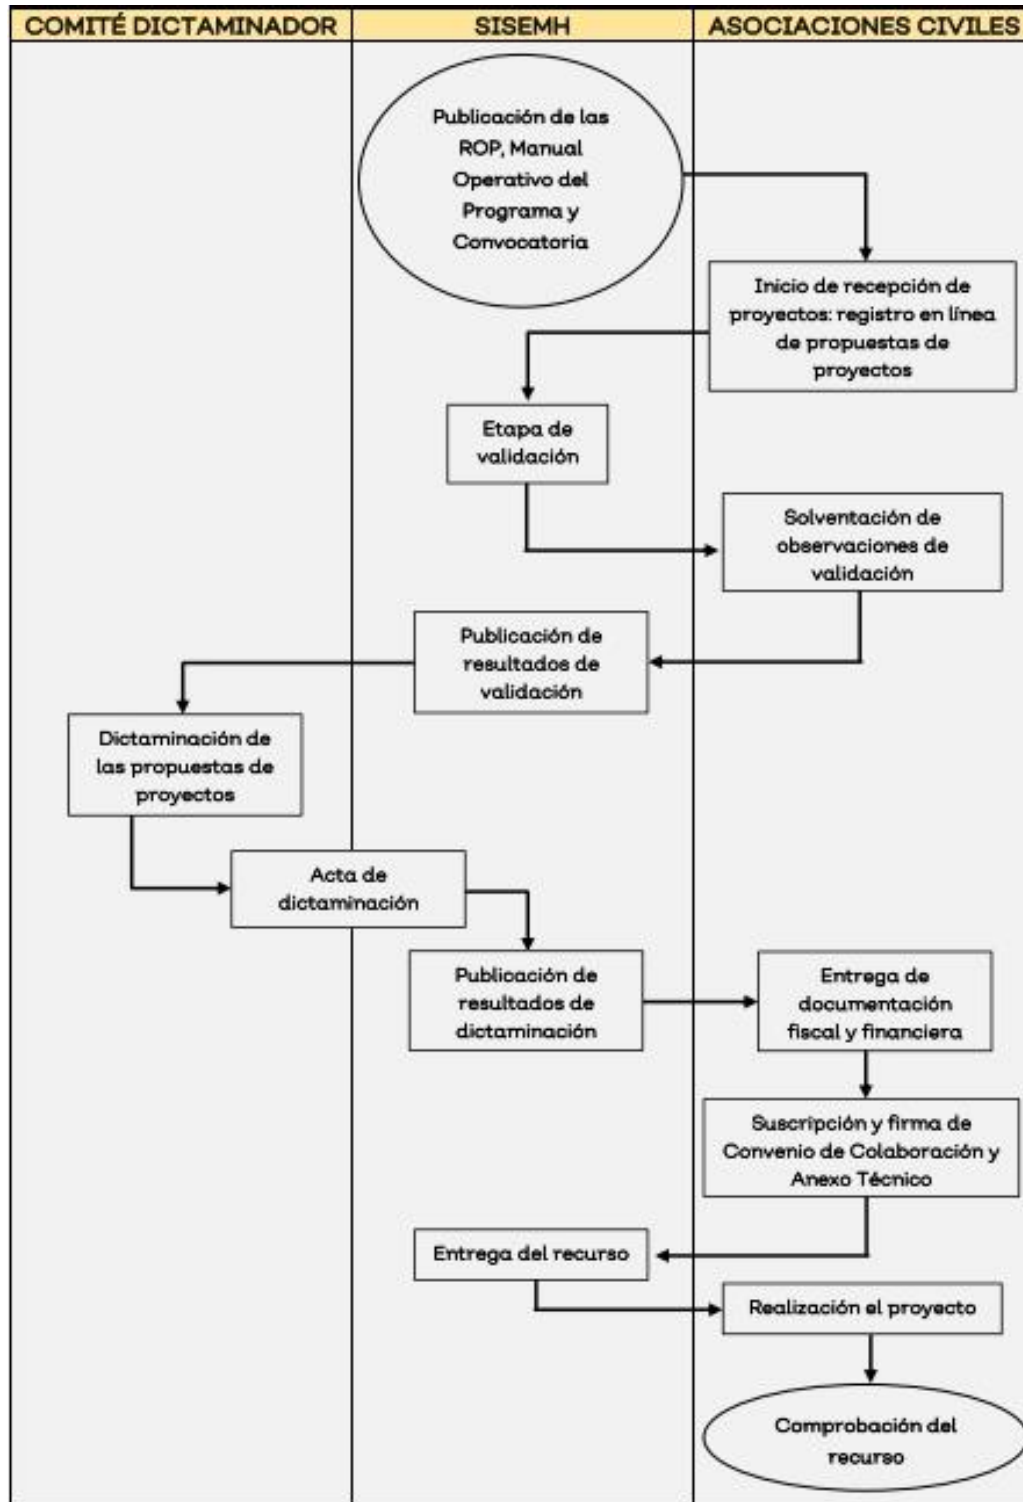 COMITÉ DICTAMINADOR
SISEMH
ASOCIACIONES CIVILES
Publicación de las
ROP, Manual
Operativo del
Programa y
Convocatoria
Inicio de recepción de
proyectos: registro en línea
de propuestas de
proyectos
Etapa de
validación
Solventación de
observaciones de
validación
Publicación de
resultados de
validación
Dictaminación de
las propuestas de
proyectos
Acta de
dictaminación
Publicación de
resultados de
dictaminación
Entrega de
documentación
fiscal y financiera
Suscripción y firma de
Convenio de Colaboración y
Anexo Técnico
Entrega del recurso
Realización el proyecto
Comprobación del
recurso